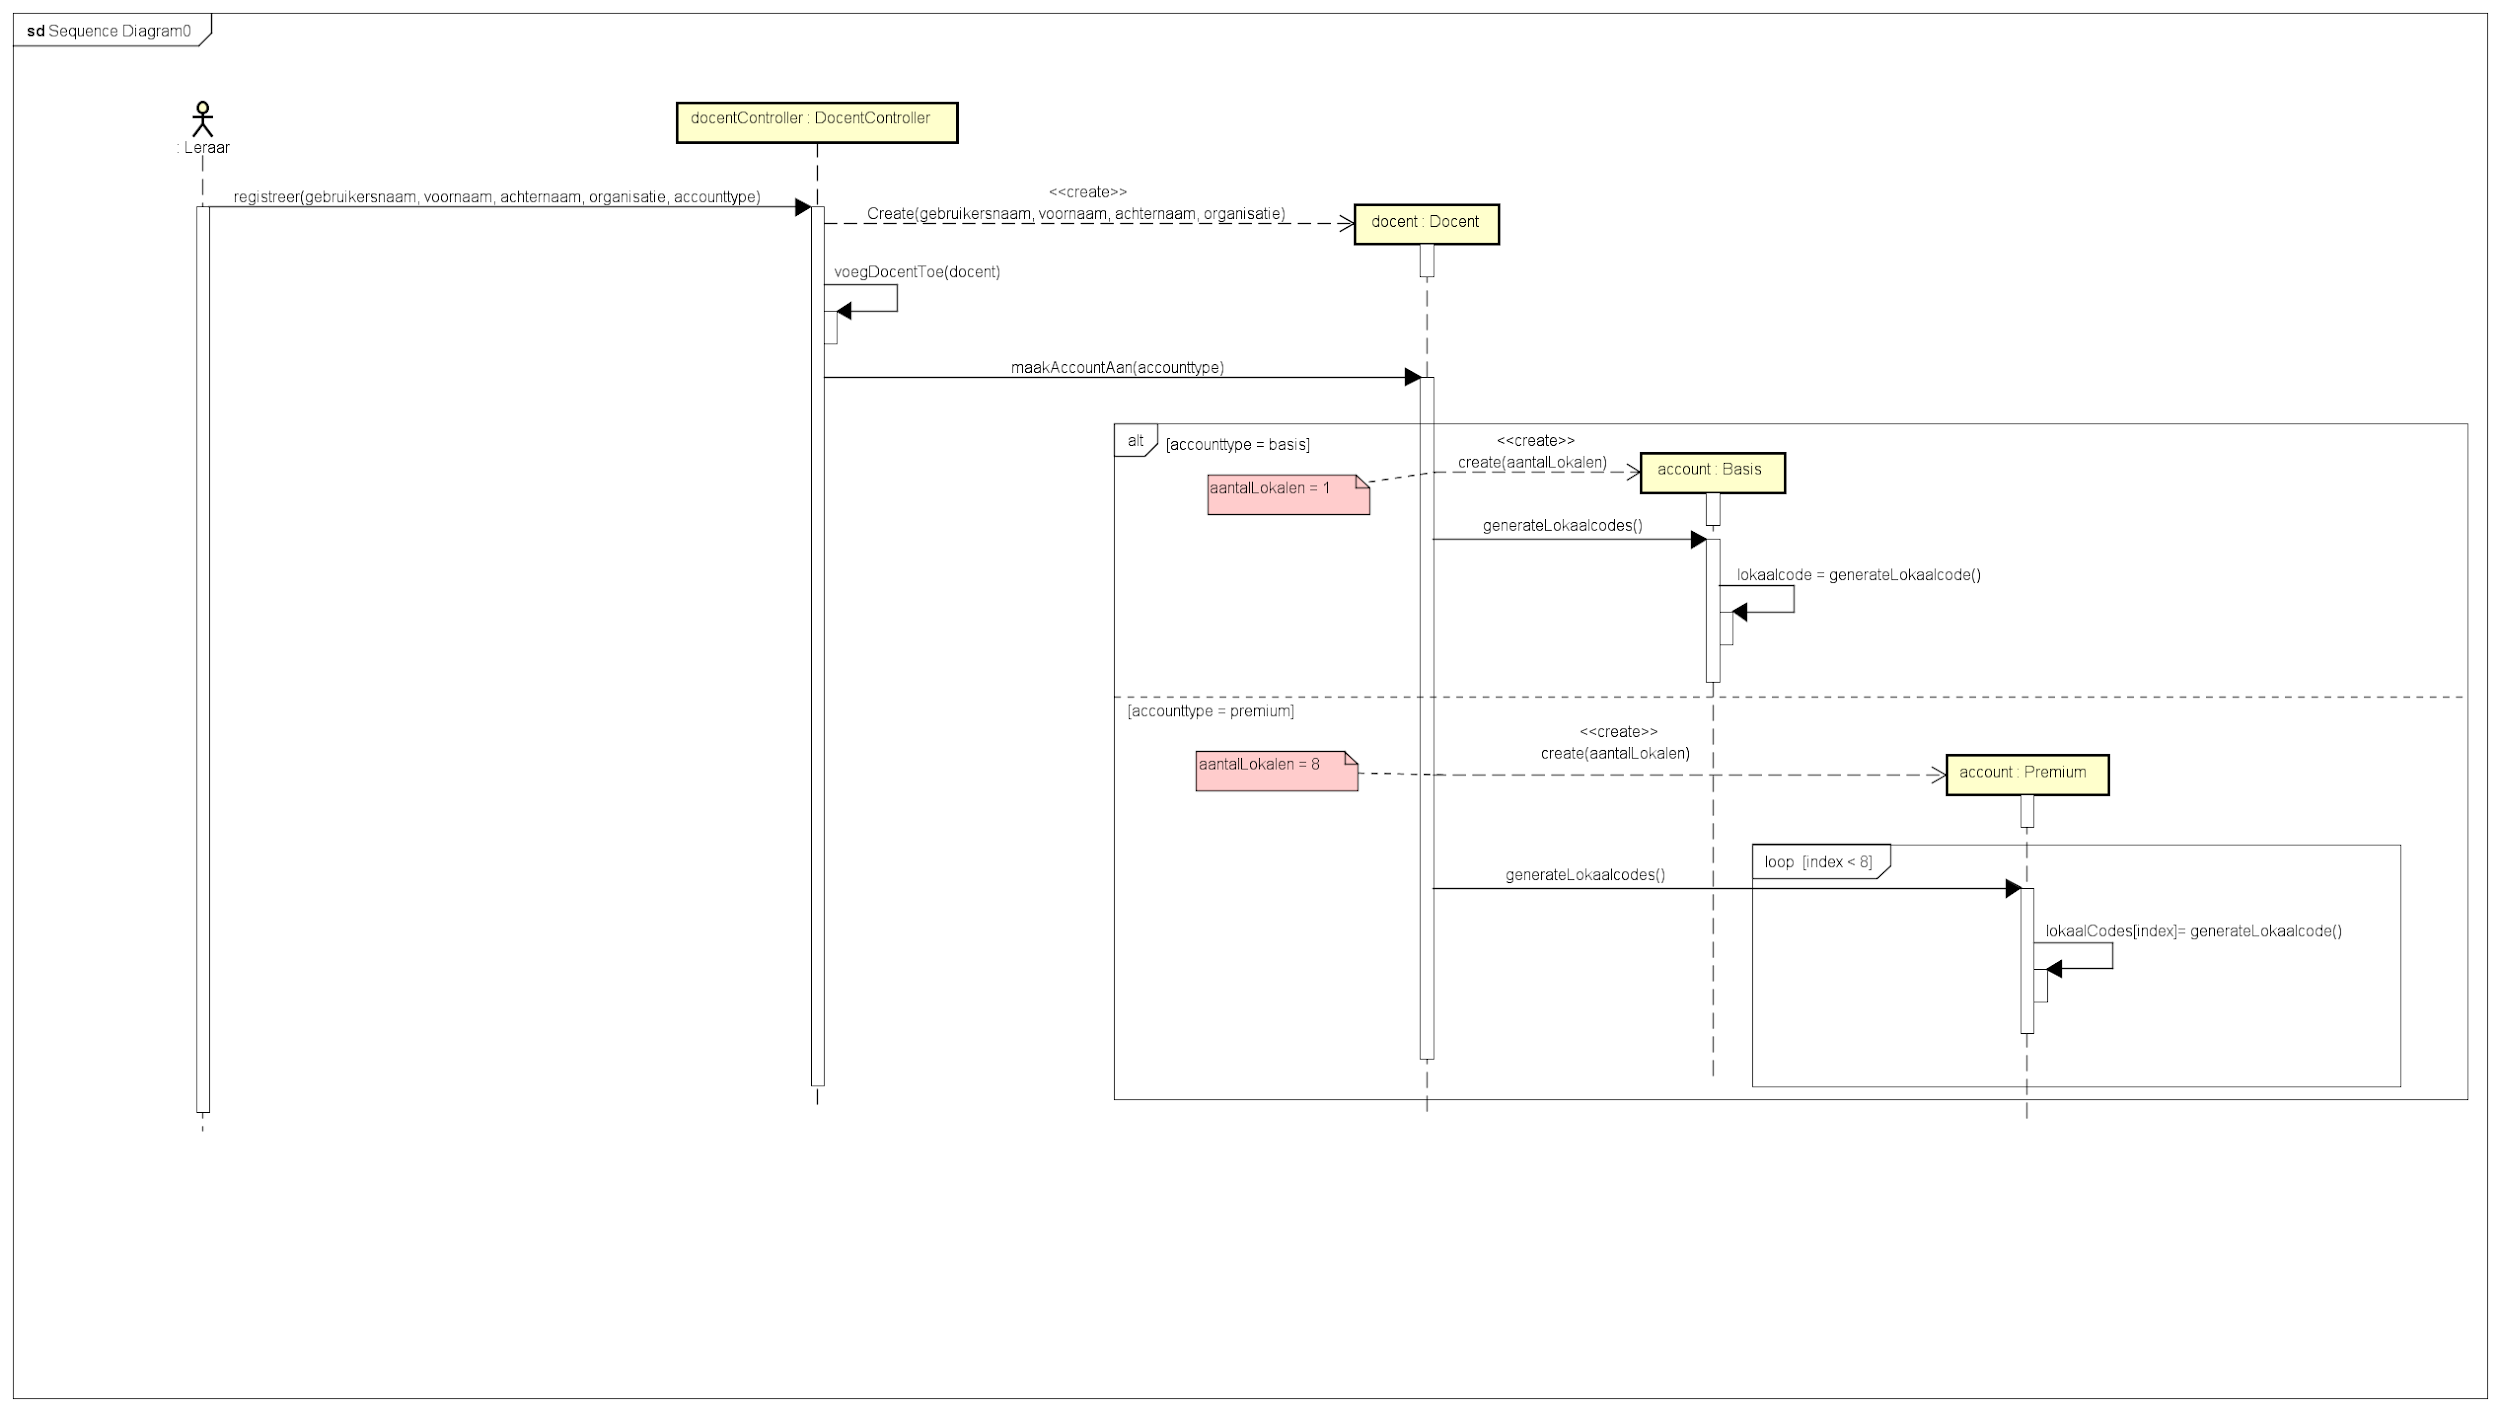 sd Sequence Diagram0
docentController : DocentController
: Leraar
registreer(gebruikersnaam, voornaam, achternaam, organisatie, accounttype)
<<create>>
Create(gebruikersnaam, voornaam, achternaam, organisatie)
docent : Docent
voegDocentToe(docent)
maakAccountAan(accounttype)
alt [accounttype = basis]
<<create>>
create(aantalLokalen)
account : Basis
aantalLokalen = 1
generateLokaalcodes()
lokaalcode = generateLokaalcode()
[accounttype = premium]
<<create>>
create(aantalLokalen)
aantalLokalen = 8
account : Premium
loop [index < 8]
generateLokaalcodes()
lokaalCodes[index]= generateLokaalcode()